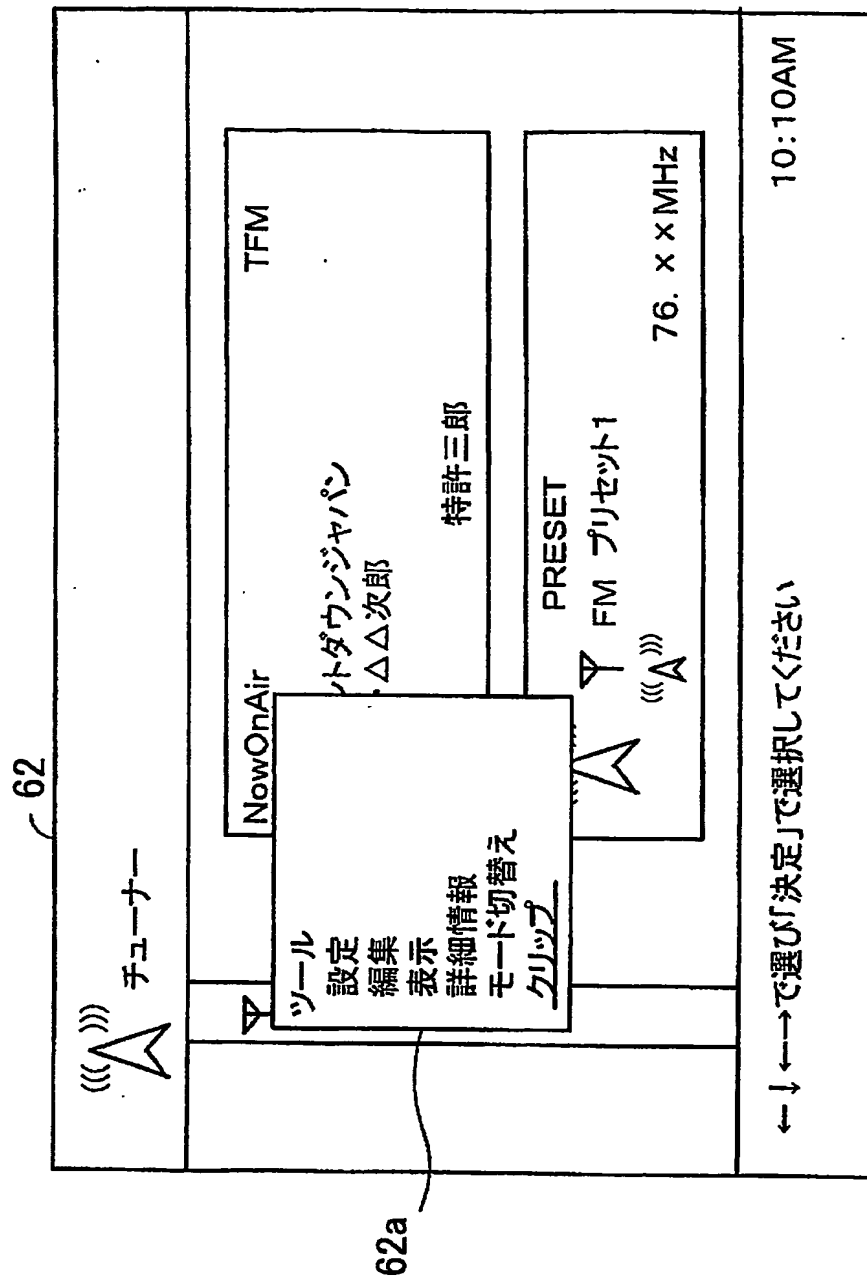 62
チューナー
NowOnAir
TFM
ントダウンジャパン
・△△次郎
特許三郎
ツール
設定
編集
表示
詳細情報
モード切替え
クリップ
62a
PRESET
FM プリセット1
76. ××MHz
←↓←→で選び「決定」で選択してください
10:10AM